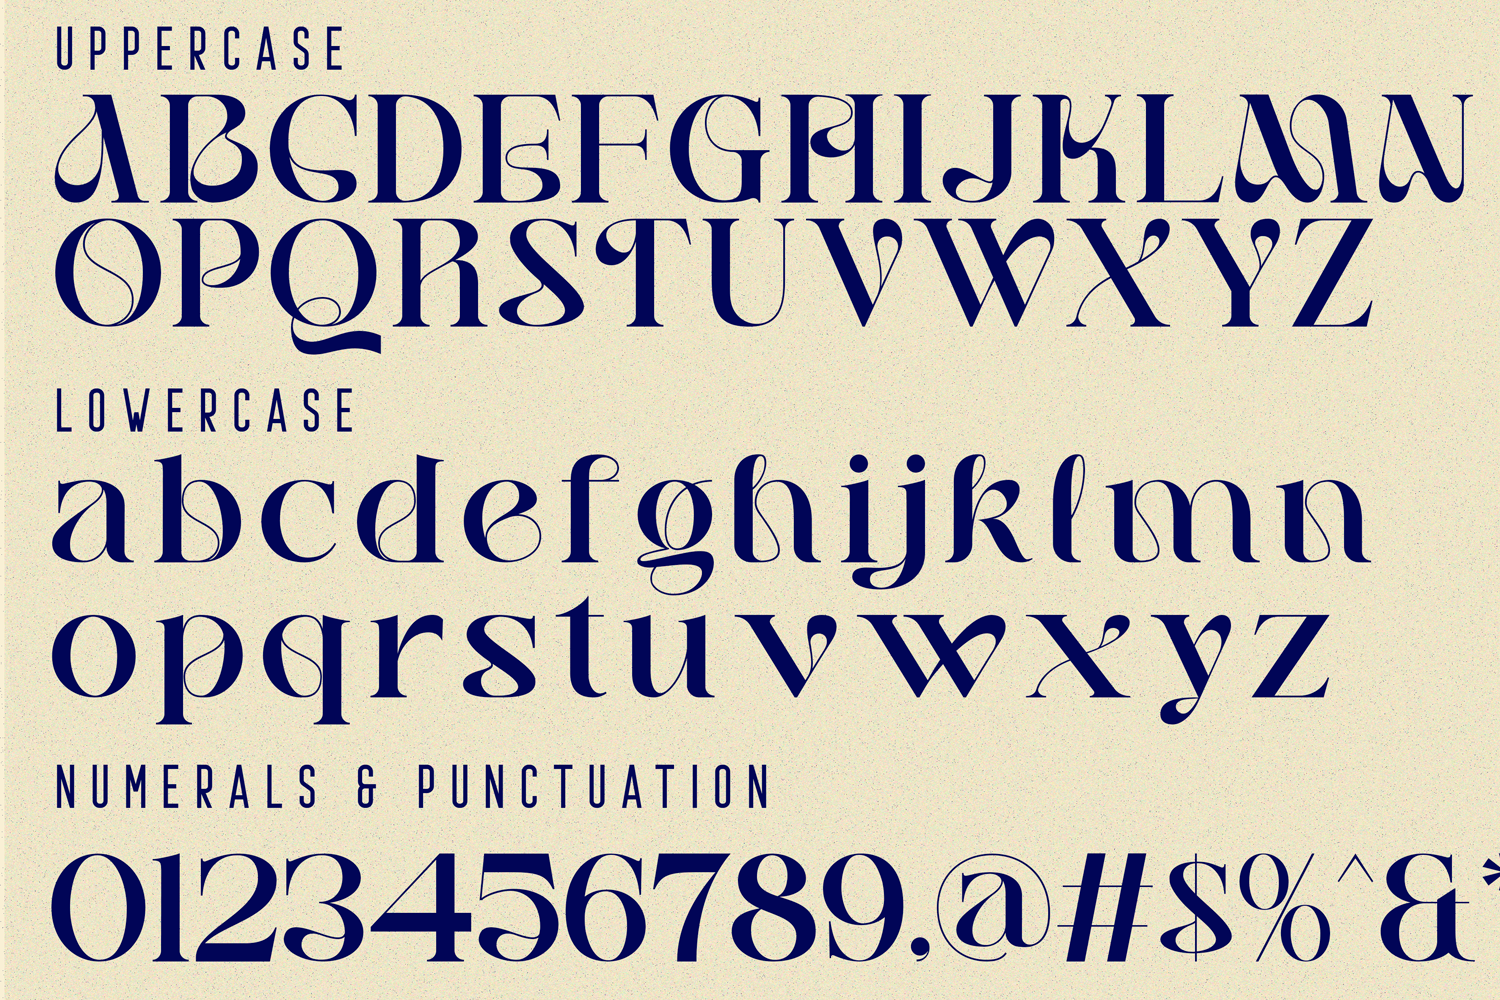 UPPERCASE
ABCDEFGHIJKLMN
OPQRSTUVWXYZ
LOWERCASE
abcdefghijklmn
opqrstuvwxyz
NUMERALS & PUNCTUATION
0123456789.,@#$%^&*